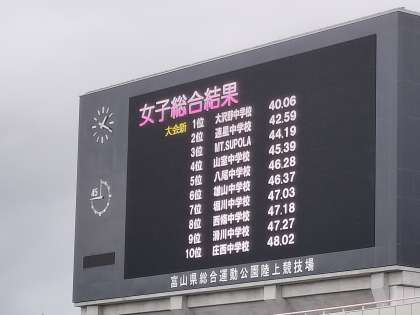 女子総合結果
大会新 1位 大沢野中学校 40.06
2位 速星中学校 42.59
3位 MT.SUPOLA 44.19
4位 山室中学校 45.39
5位 八尾中学校 46.28
6位 雄山中学校 46.37
7位 堀川中学校 47.03
8位 西條中学校 47.18
9位 滑川中学校 47.27
10位 庄西中学校 48.02
45
富山県総合運動公園陸上競技場